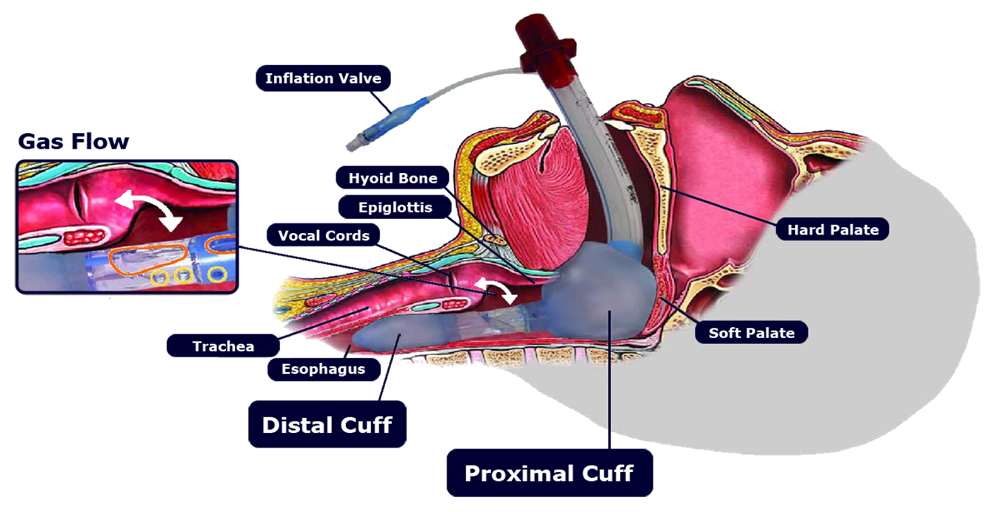 Inflation Valve
Gas Flow
Hyoid Bone
Epiglottis
Vocal Cords
Hard Palate
Soft Palate
Trachea
Esophagus
Distal Cuff
Proximal Cuff